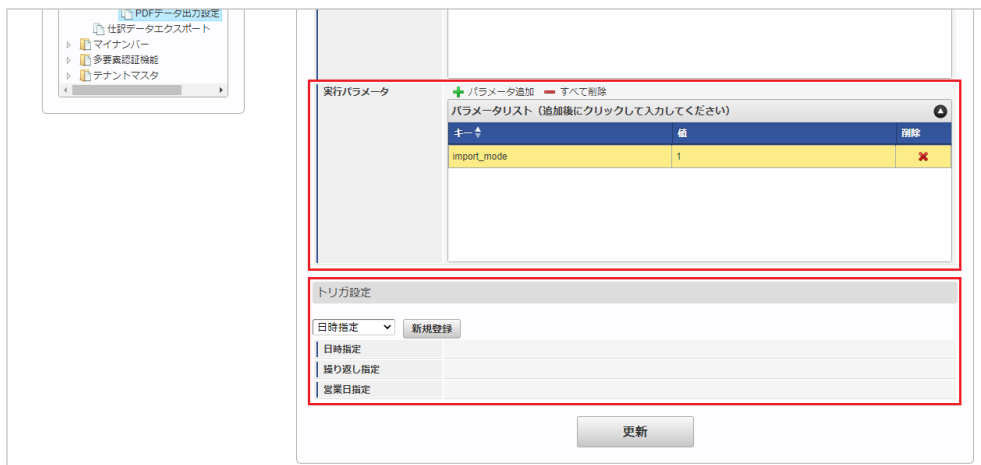 PDFデータ出力設定
仕訳データエクスポート
マイナンバー
多要素認証機能
テナントマスタ
実行パラメータ
パラメータ追加 すべて削除
パラメータリスト（追加後にクリックして入力してください）
キー 値 削除
import_mode 1
トリガ設定
日時指定 新規登録
日時指定
繰り返し指定
営業日指定
更新